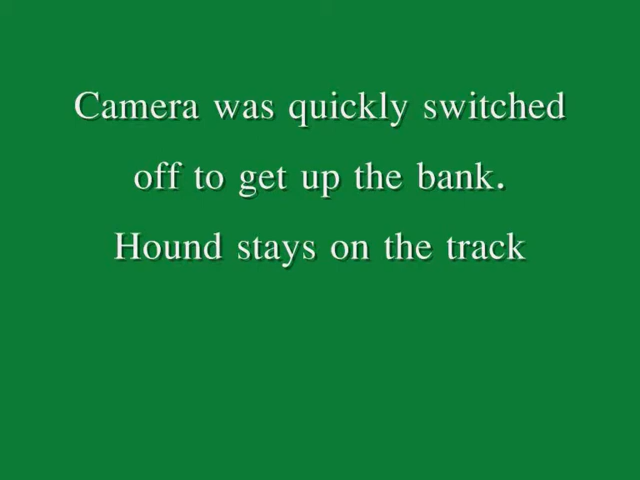 Camera was quickly switched
off to get up the bank.
Hound stays on the track